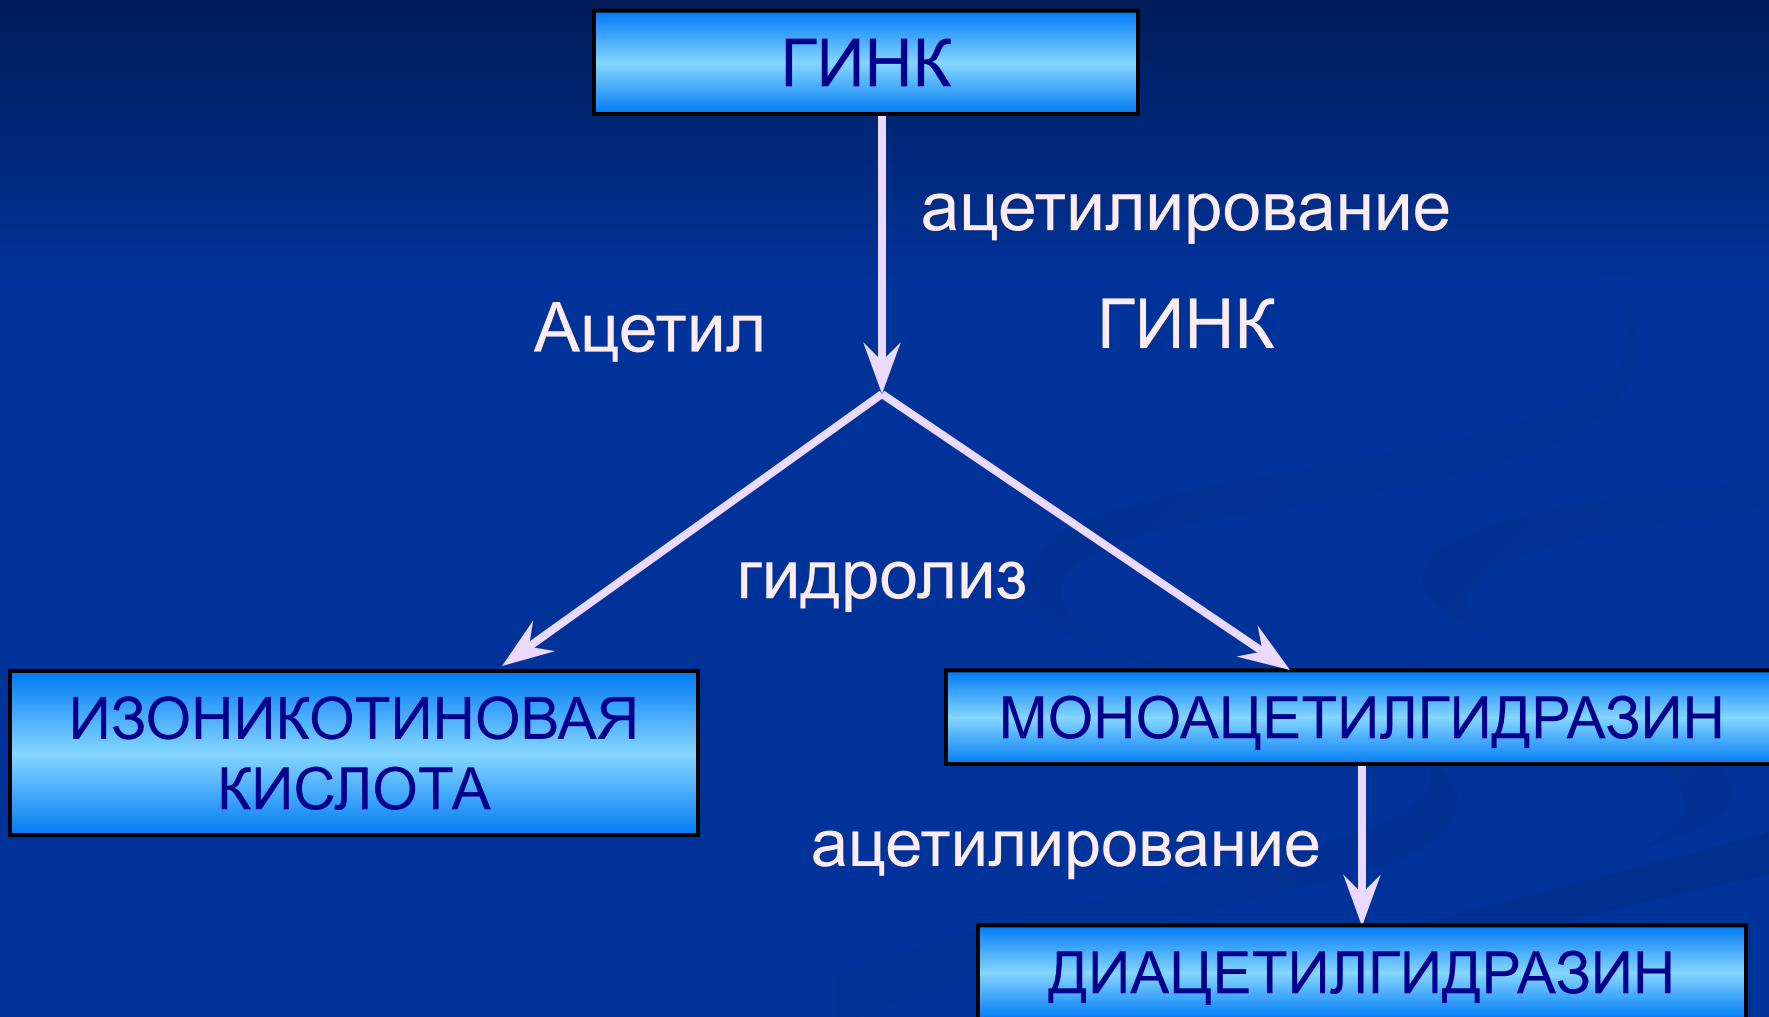 ГИНК
ацетилирование
Ацетил ГИНК
гидролиз
ИЗОНИКОТИНОВАЯ
КИСЛОТА
МОНОАЦЕТИЛГИДРАЗИН
ацетилирование
ДИАЦЕТИЛГИДРАЗИН